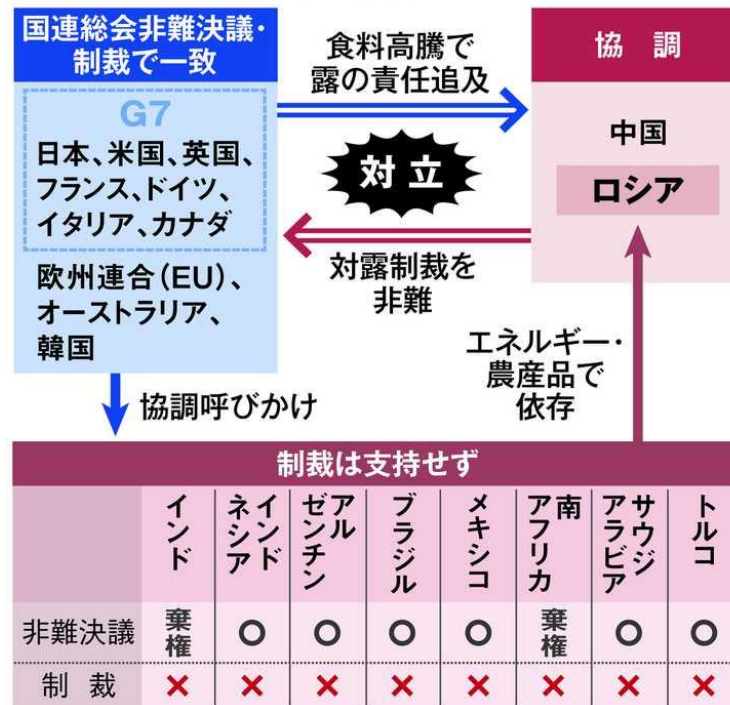 国連総会非難決議・
制裁で一致
G7
日本、米国、英国、
フランス、ドイツ、
イタリア、カナダ
欧州連合(EU)、
オーストラリア、
韓国
食料高騰で
露の責任追及
対立
対露制裁を
非難
協調
中国
ロシア
協調呼びかけ
エネルギー・
農産品で
依存
制裁は支持せず
インド
インド
ネシア
アル
ゼンチン
ブラジル
メキシコ
南
アフリカ
サウジ
アラビア
トルコ
非難決議 棄権 ○ ○ ○ ○ 棄権 ○ ○
制裁 × × × × × × × ×